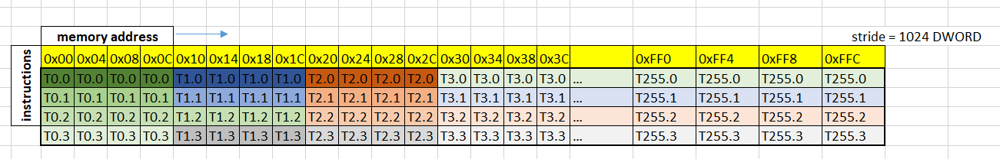 memory address
stride = 1024 DWORD
instructions
0x00 0x04 0x08 0x0C 0x10 0x14 0x18 0x1C 0x20 0x24 0x28 0x2C 0x30 0x34 0x38 0x3C 0xFF0 0xFF4 0xFF8 0xFFC
T0.0 T0.0 T0.0 T0.0 T1.0 T1.0 T1.0 T1.0 T2.0 T2.0 T2.0 T2.0 T3.0 T3.0 T3.0 T3.0 ... T255.0 T255.0 T255.0 T255.0
T0.1 T0.1 T0.1 T0.1 T1.1 T1.1 T1.1 T1.1 T2.1 T2.1 T2.1 T2.1 T3.1 T3.1 T3.1 T3.1 ... T255.1 T255.1 T255.1 T255.1
T0.2 T0.2 T0.2 T0.2 T1.2 T1.2 T1.2 T1.2 T2.2 T2.2 T2.2 T2.2 T3.2 T3.2 T3.2 T3.2 ... T255.2 T255.2 T255.2 T255.2
T0.3 T0.3 T0.3 T0.3 T1.3 T1.3 T1.3 T1.3 T2.3 T2.3 T2.3 T2.3 T3.3 T3.3 T3.3 T3.3 ... T255.3 T255.3 T255.3 T255.3